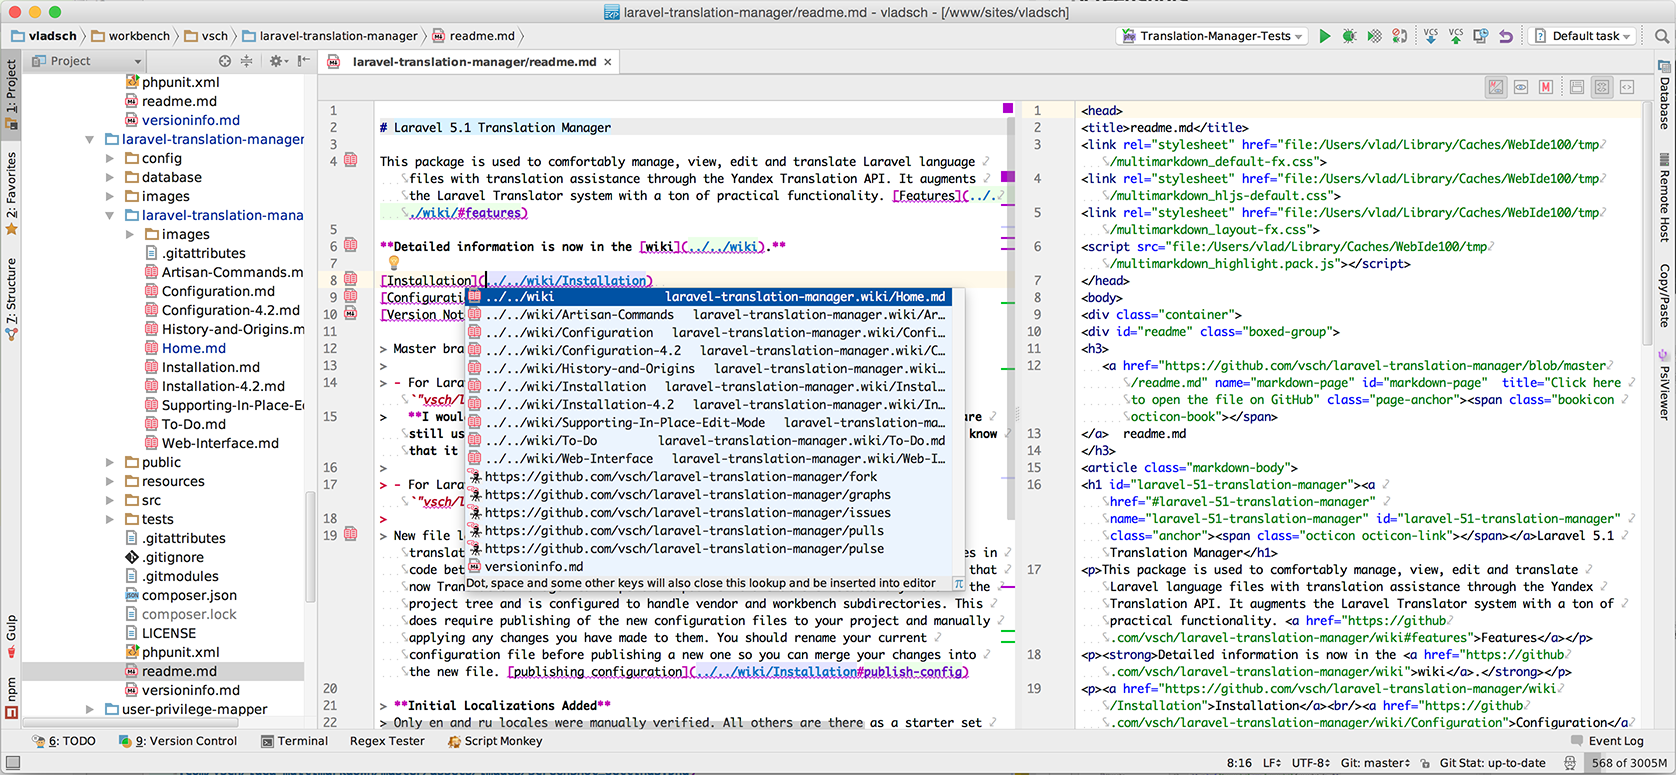 laravel-translation-manager/readme.md - vladsch - [/www/sites/vladsch]
vladsch workbench vsch laravel-translation-manager readme.md
Translation-Manager-Tests
VCS VCS
Default task
Project
laravel-translation-manager/readme.md
1: Project
2: Favorites
7: Structure
Gulp
npm
phpunit.xml
readme.md
versioninfo.md
laravel-translation-manager
config
database
images
laravel-translation-mana
images
.gitattributes
Artisan-Commands.m
Configuration.md
Configuration-4.2.md
History-and-Origins.m
Home.md
Installation.md
Installation-4.2.md
Supporting-In-Place-E
To-Do.md
Web-Interface.md
public
resources
src
tests
.gitattributes
.gitignore
.gitmodules
composer.json
composer.lock
LICENSE
phpunit.xml
readme.md
versioninfo.md
user-privilege-mapper
1
2 # Laravel 5.1 Translation Manager
3
4 This package is used to comfortably manage, view, edit and translate Laravel language
files with translation assistance through the Yandex Translation API. It augments
the Laravel Translator system with a ton of practical functionality. [Features](../.
./wiki/#features)
5
6 **Detailed information is now in the [wiki](../../wiki).**
7
8 [Installation](../../wiki/Installation)
9 [Configurati
10 [Version Not
11
12 > Master bra
13 >
14 > - For Lara
`"vsch/l
15 > **I woul are
still us know
that it
16 >
17 > - For Lara
`"vsch/l
18 >
19 > New file l
translat es in
code bet that
now Tran the
project tree and is configured to handle vendor and workbench subdirectories. This
does require publishing of the new configuration files to your project and manually
applying any changes you have made to them. You should rename your current
configuration file before publishing a new one so you can merge your changes into
the new file. [publishing configuration](../../wiki/Installation#publish-config)
20
21 > **Initial Localizations Added**
22 > Only en and ru locales were manually verified. All others are there as a starter set
../../wiki laravel-translation-manager.wiki/Home.md
../../wiki/Artisan-Commands laravel-translation-manager.wiki/Ar…
../../wiki/Configuration laravel-translation-manager.wiki/Confi…
../../wiki/Configuration-4.2 laravel-translation-manager.wiki/C…
../../wiki/History-and-Origins laravel-translation-manager.wiki…
../../wiki/Installation laravel-translation-manager.wiki/Instal…
../../wiki/Installation-4.2 laravel-translation-manager.wiki/In…
../../wiki/Supporting-In-Place-Edit-Mode laravel-translation-ma…
../../wiki/To-Do laravel-translation-manager.wiki/To-Do.md
../../wiki/Web-Interface laravel-translation-manager.wiki/Web-I…
https://github.com/vsch/laravel-translation-manager/fork
https://github.com/vsch/laravel-translation-manager/graphs
https://github.com/vsch/laravel-translation-manager/issues
https://github.com/vsch/laravel-translation-manager/pulls
https://github.com/vsch/laravel-translation-manager/pulse
versioninfo.md
Dot, space and some other keys will also close this lookup and be inserted into editor π
1 <head>
2 <title>readme.md</title>
3 <link rel="stylesheet" href="file:/Users/vlad/Library/Caches/WebIde100/tmp
/multimarkdown_default-fx.css">
4 <link rel="stylesheet" href="file:/Users/vlad/Library/Caches/WebIde100/tmp
/multimarkdown_hljs-default.css">
5 <link rel="stylesheet" href="file:/Users/vlad/Library/Caches/WebIde100/tmp
/multimarkdown_layout-fx.css">
6 <script src="file:/Users/vlad/Library/Caches/WebIde100/tmp
/multimarkdown_highlight.pack.js"></script>
7 </head>
8 <body>
9 <div class="container">
10 <div id="readme" class="boxed-group">
11 <h3>
12 <a href="https://github.com/vsch/laravel-translation-manager/blob/master
/readme.md" name="markdown-page" id="markdown-page" title="Click here
to open the file on GitHub" class="page-anchor"><span class="bookicon
octicon-book"></span>
13 </a> readme.md
14 </h3>
15 <article class="markdown-body">
16 <h1 id="laravel-51-translation-manager"><a
href="#laravel-51-translation-manager"
name="laravel-51-translation-manager" id="laravel-51-translation-manager"
class="anchor"><span class="octicon octicon-link"></span></a>Laravel 5.1
Translation Manager</h1>
17 <p>This package is used to comfortably manage, view, edit and translate
Laravel language files with translation assistance through the Yandex
Translation API. It augments the Laravel Translator system with a ton of
practical functionality. <a href="https://github
.com/vsch/laravel-translation-manager/wiki#features">Features</a></p>
18 <p><strong>Detailed information is now in the <a href="https://github
.com/vsch/laravel-translation-manager/wiki">wiki</a>.</strong></p>
19 <p><a href="https://github.com/vsch/laravel-translation-manager/wiki
/Installation">Installation</a><br/><a href="https://github
.com/vsch/laravel-translation-manager/wiki/Configuration">Configuration</a
Database
Remote Host
Copy/Paste
PsiViewer
6: TODO 9: Version Control Terminal Regex Tester Script Monkey Event Log
8:16 LF UTF-8 Git: master Git Stat: up-to-date 568 of 3005M